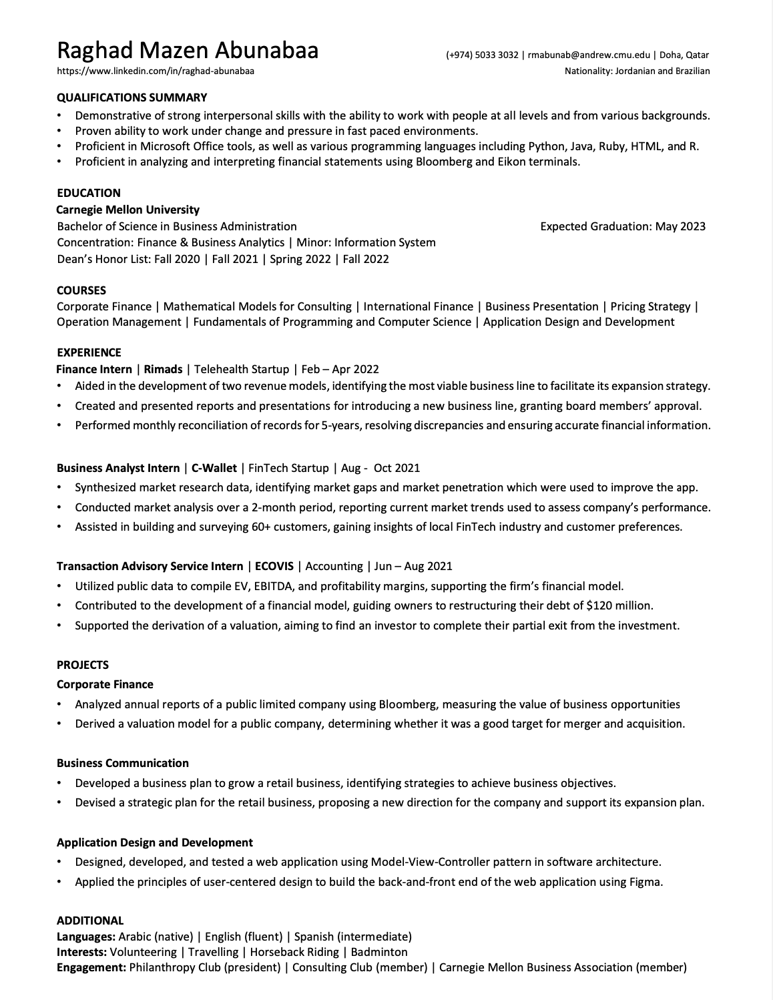 Raghad Mazen Abunabaa
(+974) 5033 3032 | rmabunab@andrew.cmu.edu | Doha, Qatar
https://www.linkedin.com/in/raghad-abunabaa
Nationality: Jordanian and Brazilian
QUALIFICATIONS SUMMARY
• Demonstrative of strong interpersonal skills with the ability to work with people at all levels and from various backgrounds.
• Proven ability to work under change and pressure in fast paced environments.
• Proficient in Microsoft Office tools, as well as various programming languages including Python, Java, Ruby, HTML, and R.
• Proficient in analyzing and interpreting financial statements using Bloomberg and Eikon terminals.
EDUCATION
Carnegie Mellon University
Bachelor of Science in Business Administration Expected Graduation: May 2023
Concentration: Finance & Business Analytics | Minor: Information System
Dean’s Honor List: Fall 2020 | Fall 2021 | Spring 2022 | Fall 2022
COURSES
Corporate Finance | Mathematical Models for Consulting | International Finance | Business Presentation | Pricing Strategy |
Operation Management | Fundamentals of Programming and Computer Science | Application Design and Development
EXPERIENCE
Finance Intern | Rimads | Telehealth Startup | Feb – Apr 2022
• Aided in the development of two revenue models, identifying the most viable business line to facilitate its expansion strategy.
• Created and presented reports and presentations for introducing a new business line, granting board members’ approval.
• Performed monthly reconciliation of records for 5-years, resolving discrepancies and ensuring accurate financial information.
Business Analyst Intern | C-Wallet | FinTech Startup | Aug - Oct 2021
• Synthesized market research data, identifying market gaps and market penetration which were used to improve the app.
• Conducted market analysis over a 2-month period, reporting current market trends used to assess company’s performance.
• Assisted in building and surveying 60+ customers, gaining insights of local FinTech industry and customer preferences.
Transaction Advisory Service Intern | ECOVIS | Accounting | Jun – Aug 2021
• Utilized public data to compile EV, EBITDA, and profitability margins, supporting the firm’s financial model.
• Contributed to the development of a financial model, guiding owners to restructuring their debt of $120 million.
• Supported the derivation of a valuation, aiming to find an investor to complete their partial exit from the investment.
PROJECTS
Corporate Finance
• Analyzed annual reports of a public limited company using Bloomberg, measuring the value of business opportunities
• Derived a valuation model for a public company, determining whether it was a good target for merger and acquisition.
Business Communication
• Developed a business plan to grow a retail business, identifying strategies to achieve business objectives.
• Devised a strategic plan for the retail business, proposing a new direction for the company and support its expansion plan.
Application Design and Development
• Designed, developed, and tested a web application using Model-View-Controller pattern in software architecture.
• Applied the principles of user-centered design to build the back-and-front end of the web application using Figma.
ADDITIONAL
Languages: Arabic (native) | English (fluent) | Spanish (intermediate)
Interests: Volunteering | Travelling | Horseback Riding | Badminton
Engagement: Philanthropy Club (president) | Consulting Club (member) | Carnegie Mellon Business Association (member)